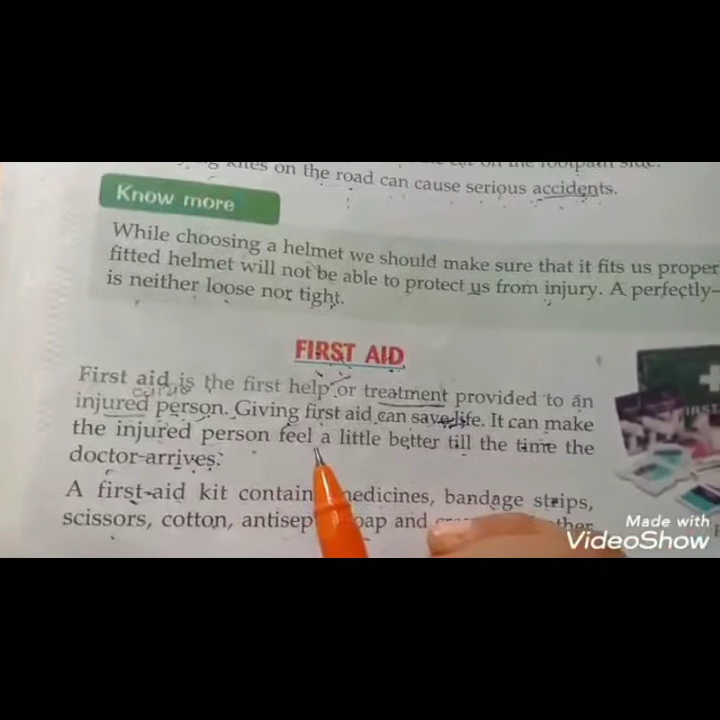 kites on the road can cause serious accidents.
Know more
While choosing a helmet we should make sure that it fits us proper
fitted helmet will not be able to protect us from injury. A perfectly-
is neither loose nor tight.
FIRST AID
First aid is the first help or treatment provided to an
injured person. Giving first aid can save life. It can make
the injured person feel a little better till the time the
doctor arrives.
A first-aid kit contain medicines, bandage strips,
scissors, cotton, antisep soap and
Made with
VideoShow